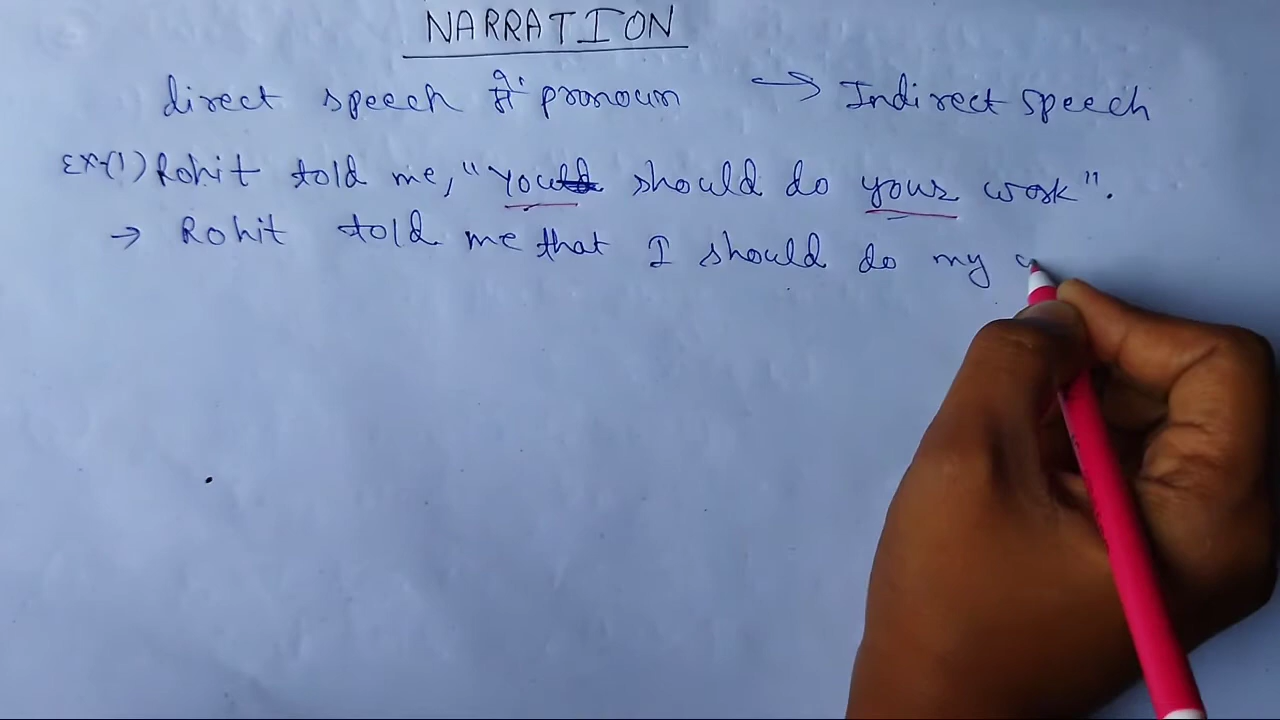 NARRATION
direct speech में pronoun → Indirect speech
Ex-(1) Rohit told me, "You should do your work".
→ Rohit told me that I should do my